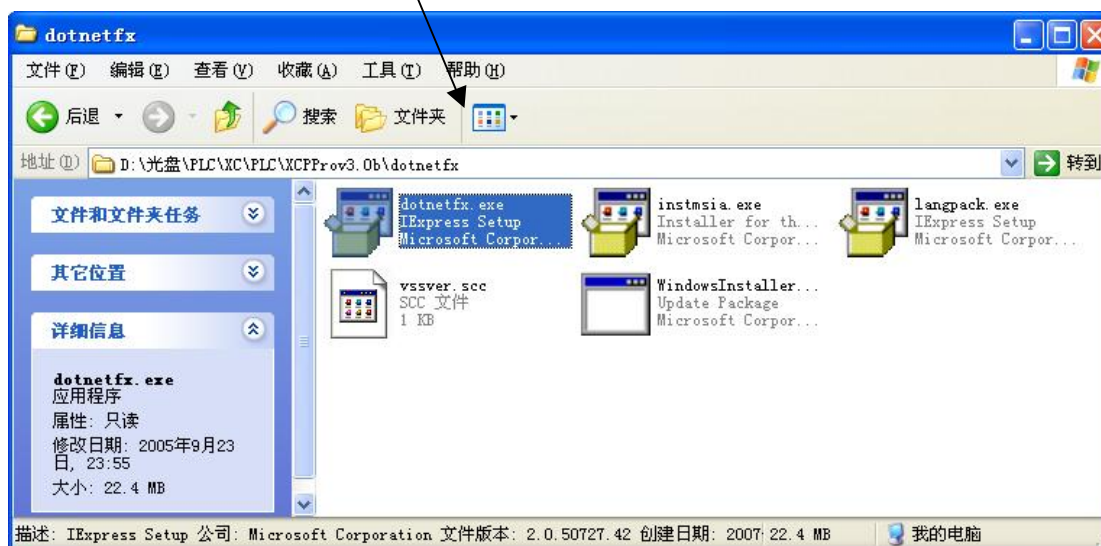 dotnetfx
文件(F) 编辑(E) 查看(V) 收藏(A) 工具(T) 帮助(H)
后退 搜索 文件夹
地址(D) D:\光盘\PLC\XC\PLC\XCPProv3.0b\dotnetfx 转到
文件和文件夹任务
其它位置
详细信息
dotnetfx.exe
应用程序
属性: 只读
修改日期: 2005年9月23
日, 23:55
大小: 22.4 MB
dotnetfx.exe
IExpress Setup
Microsoft Corpor...
instmsia.exe
Installer for th...
Microsoft Corpor...
langpack.exe
IExpress Setup
Microsoft Corpor...
vssver.scc
SCC 文件
1 KB
WindowsInstaller...
Update Package
Microsoft Corpor...
描述: IExpress Setup 公司: Microsoft Corporation 文件版本: 2.0.50727.42 创建日期: 2007 22.4 MB 我的电脑